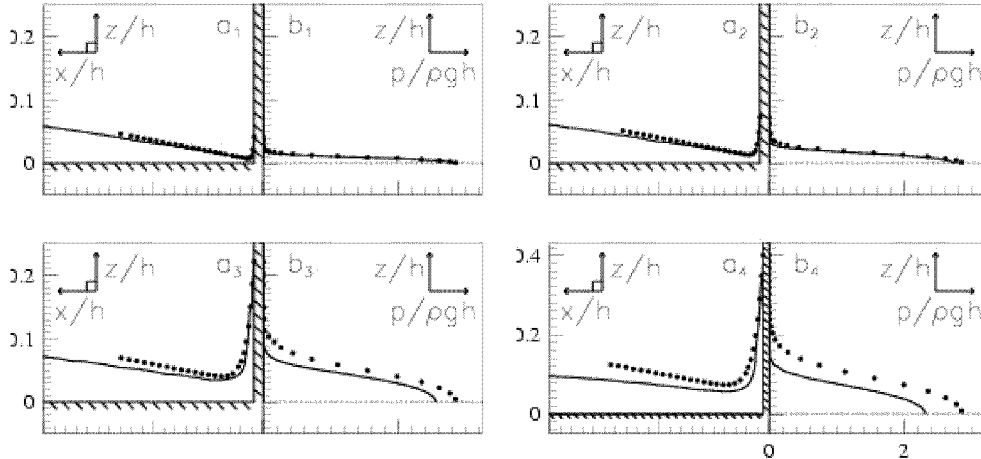 0.2 z/h a₁ b₁ z/h 0.2 z/h a₂ b₂ z/h
x/h p/ρgh x/h p/ρgh
0.1 0.1
0 0
0.2 z/h a₃ b₃ z/h 0.4 z/h a₄ b₄ z/h
x/h p/ρgh x/h p/ρgh
0.1 0.2
0 0
0 2